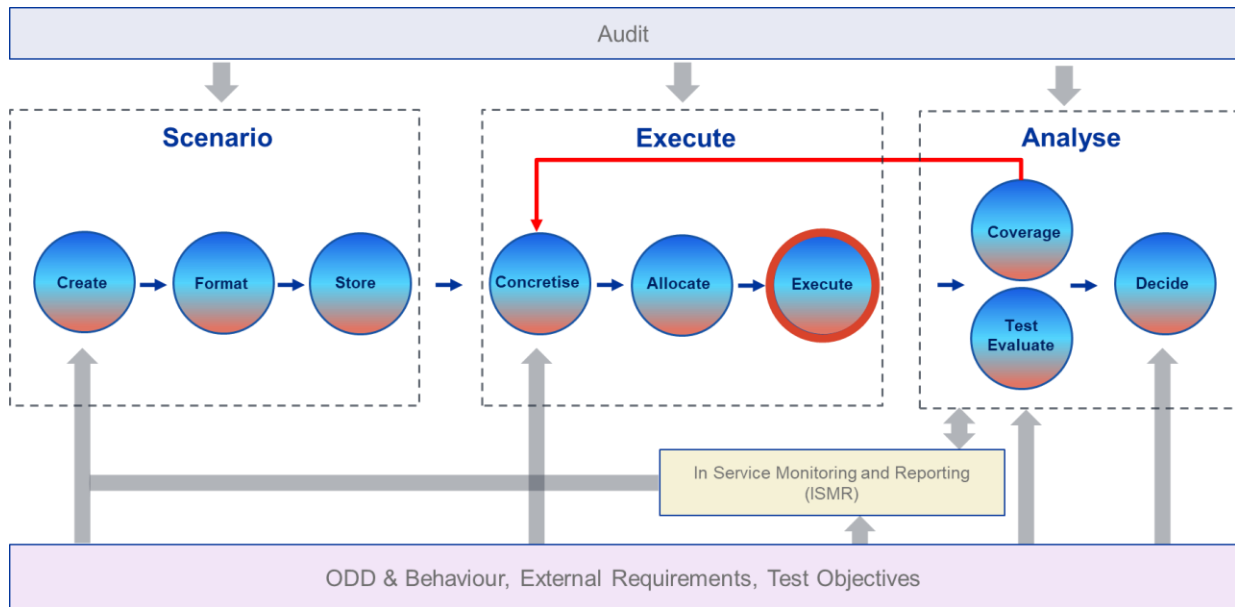 Audit
Scenario
Execute
Analyse
Create
Format
Store
Concretise
Allocate
Execute
Coverage
Test
Evaluate
Decide
In Service Monitoring and Reporting
(ISMR)
ODD & Behaviour, External Requirements, Test Objectives